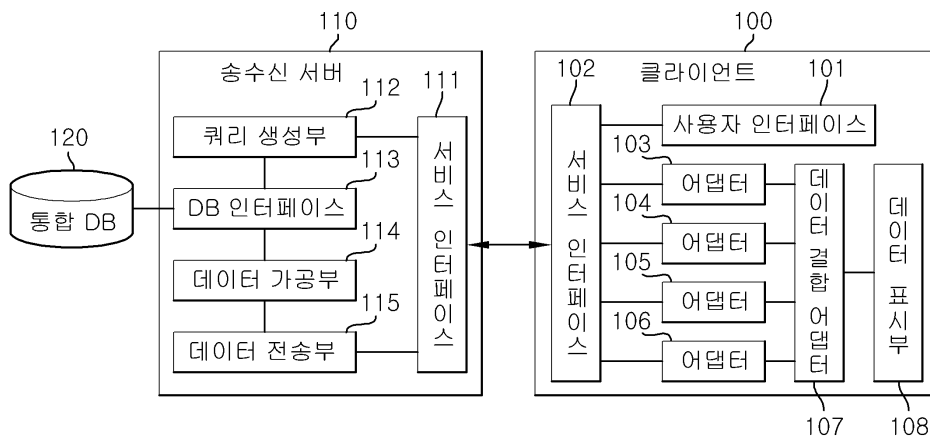 110
송수신 서버
112
111
쿼리 생성부
113
서비스 인터페이스
120
통합 DB
DB 인터페이스
114
데이터 가공부
115
데이터 전송부
100
클라이언트
102
101
사용자 인터페이스
서비스 인터페이스
103
어댑터
104
어댑터
105
어댑터
106
어댑터
데이터 결합 어댑터
107
데이터 표시부
108